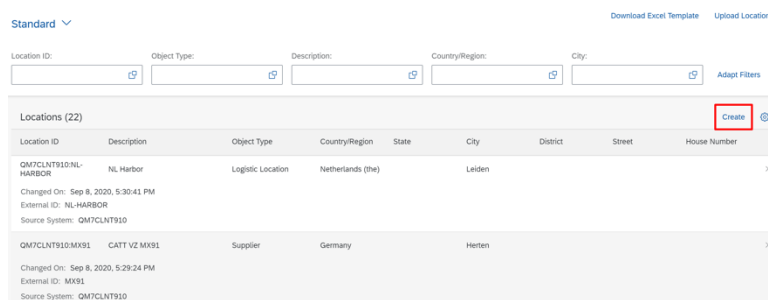 Standard
Download Excel Template Upload Location
Location ID: Object Type: Description: Country/Region: City:
Adapt Filters
Locations (22) Create
Location ID Description Object Type Country/Region State City District Street House Number
QM7CLNT910:NL-
HARBOR NL Harbor Logistic Location Netherlands (the) Leiden
Changed On: Sep 8, 2020, 5:30:41 PM
External ID: NL-HARBOR
Source System: QM7CLNT910
QM7CLNT910:MX91 CATT VZ MX91 Supplier Germany Herten
Changed On: Sep 8, 2020, 5:29:24 PM
External ID: MX91
Source System: QM7CLNT910